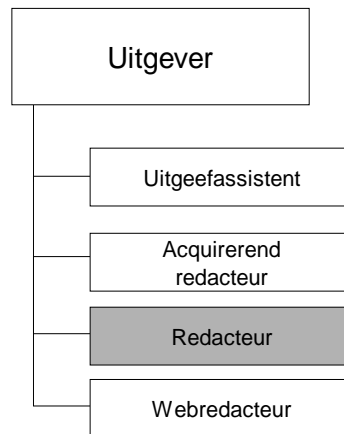 Uitgever
Uitgeefassistent
Acquirerend
redacteur
Redacteur
Webredacteur